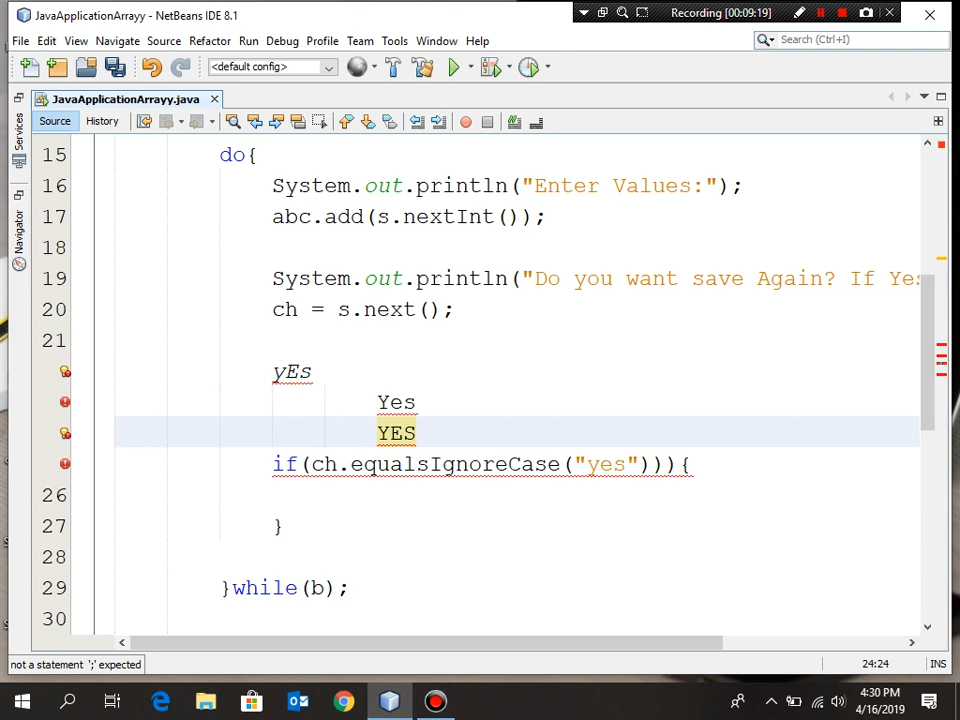 JavaApplicationArrayy - NetBeans IDE 8.1
Recording [00:09:19]
File Edit View Navigate Source Refactor Run Debug Profile Team Tools Window Help
Search (Ctrl+I)
<default config>
JavaApplicationArrayy.java
Source History
Services
Navigator
15 do{
16 System.out.println("Enter Values:");
17 abc.add(s.nextInt());
18
19 System.out.println("Do you want save Again? If Yes
20 ch = s.next();
21
yEs
Yes
YES
if(ch.equalsIgnoreCase("yes"))){
26
27 }
28
29 }while(b);
30
not a statement ';' expected
24:24 INS
4:30 PM
4/16/2019